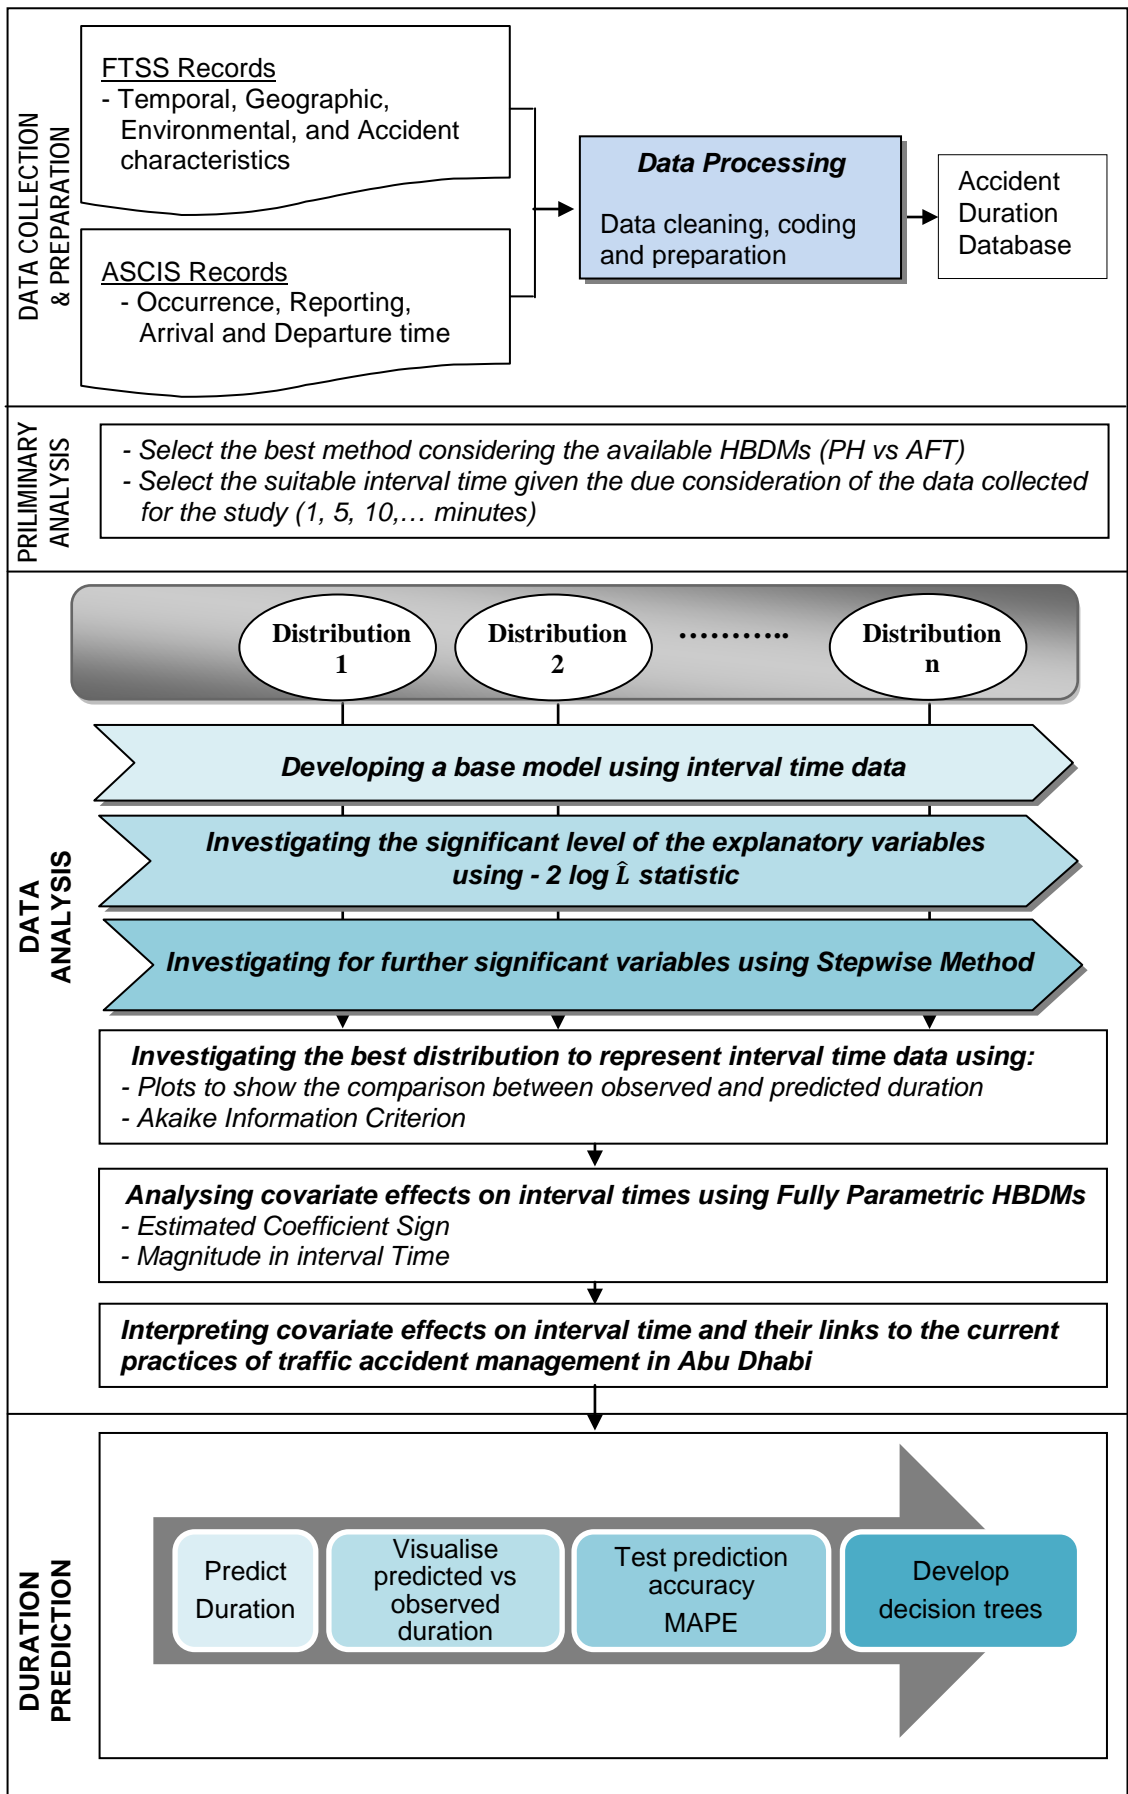 DATA COLLECTION
& PREPARATION
FTSS Records
- Temporal, Geographic,
Environmental, and Accident
characteristics
ASCIS Records
- Occurrence, Reporting,
Arrival and Departure time
Data Processing
Data cleaning, coding
and preparation
Accident
Duration
Database
PRILIMINARY
ANALYSIS
- Select the best method considering the available HBDMs (PH vs AFT)
- Select the suitable interval time given the due consideration of the data collected
for the study (1, 5, 10,… minutes)
DATA
ANALYSIS
Distribution
1
Distribution
2
………..
Distribution
n
Developing a base model using interval time data
Investigating the significant level of the explanatory variables
using - 2 log L̂ statistic
Investigating for further significant variables using Stepwise Method
Investigating the best distribution to represent interval time data using:
- Plots to show the comparison between observed and predicted duration
- Akaike Information Criterion
Analysing covariate effects on interval times using Fully Parametric HBDMs
- Estimated Coefficient Sign
- Magnitude in interval Time
Interpreting covariate effects on interval time and their links to the current
practices of traffic accident management in Abu Dhabi
DURATION
PREDICTION
Predict
Duration
Visualise
predicted vs
observed
duration
Test prediction
accuracy
MAPE
Develop
decision trees